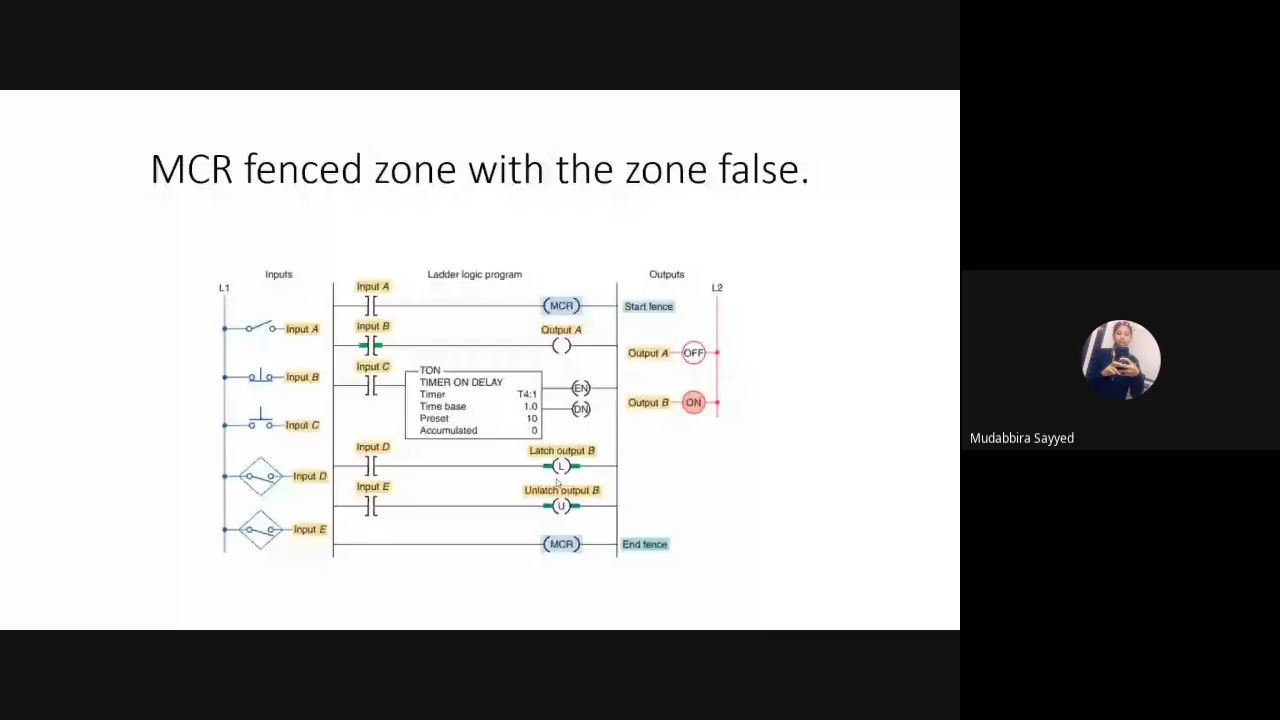 MCR fenced zone with the zone false.
Inputs
Ladder logic program
Outputs
L1
Input A
L2
(MCR)
Start fence
Input A
Input B
Output A
Output A
OFF
Input B
Input C
TON
TIMER ON DELAY
Timer T4:1
Time base 1.0
Preset 10
Accumulated 0
EN
DN
Output B
ON
Input C
Input D
Latch output B
L
Input D
Input E
Unlatch output B
U
Input E
(MCR)
End fence
Mudabbira Sayyed